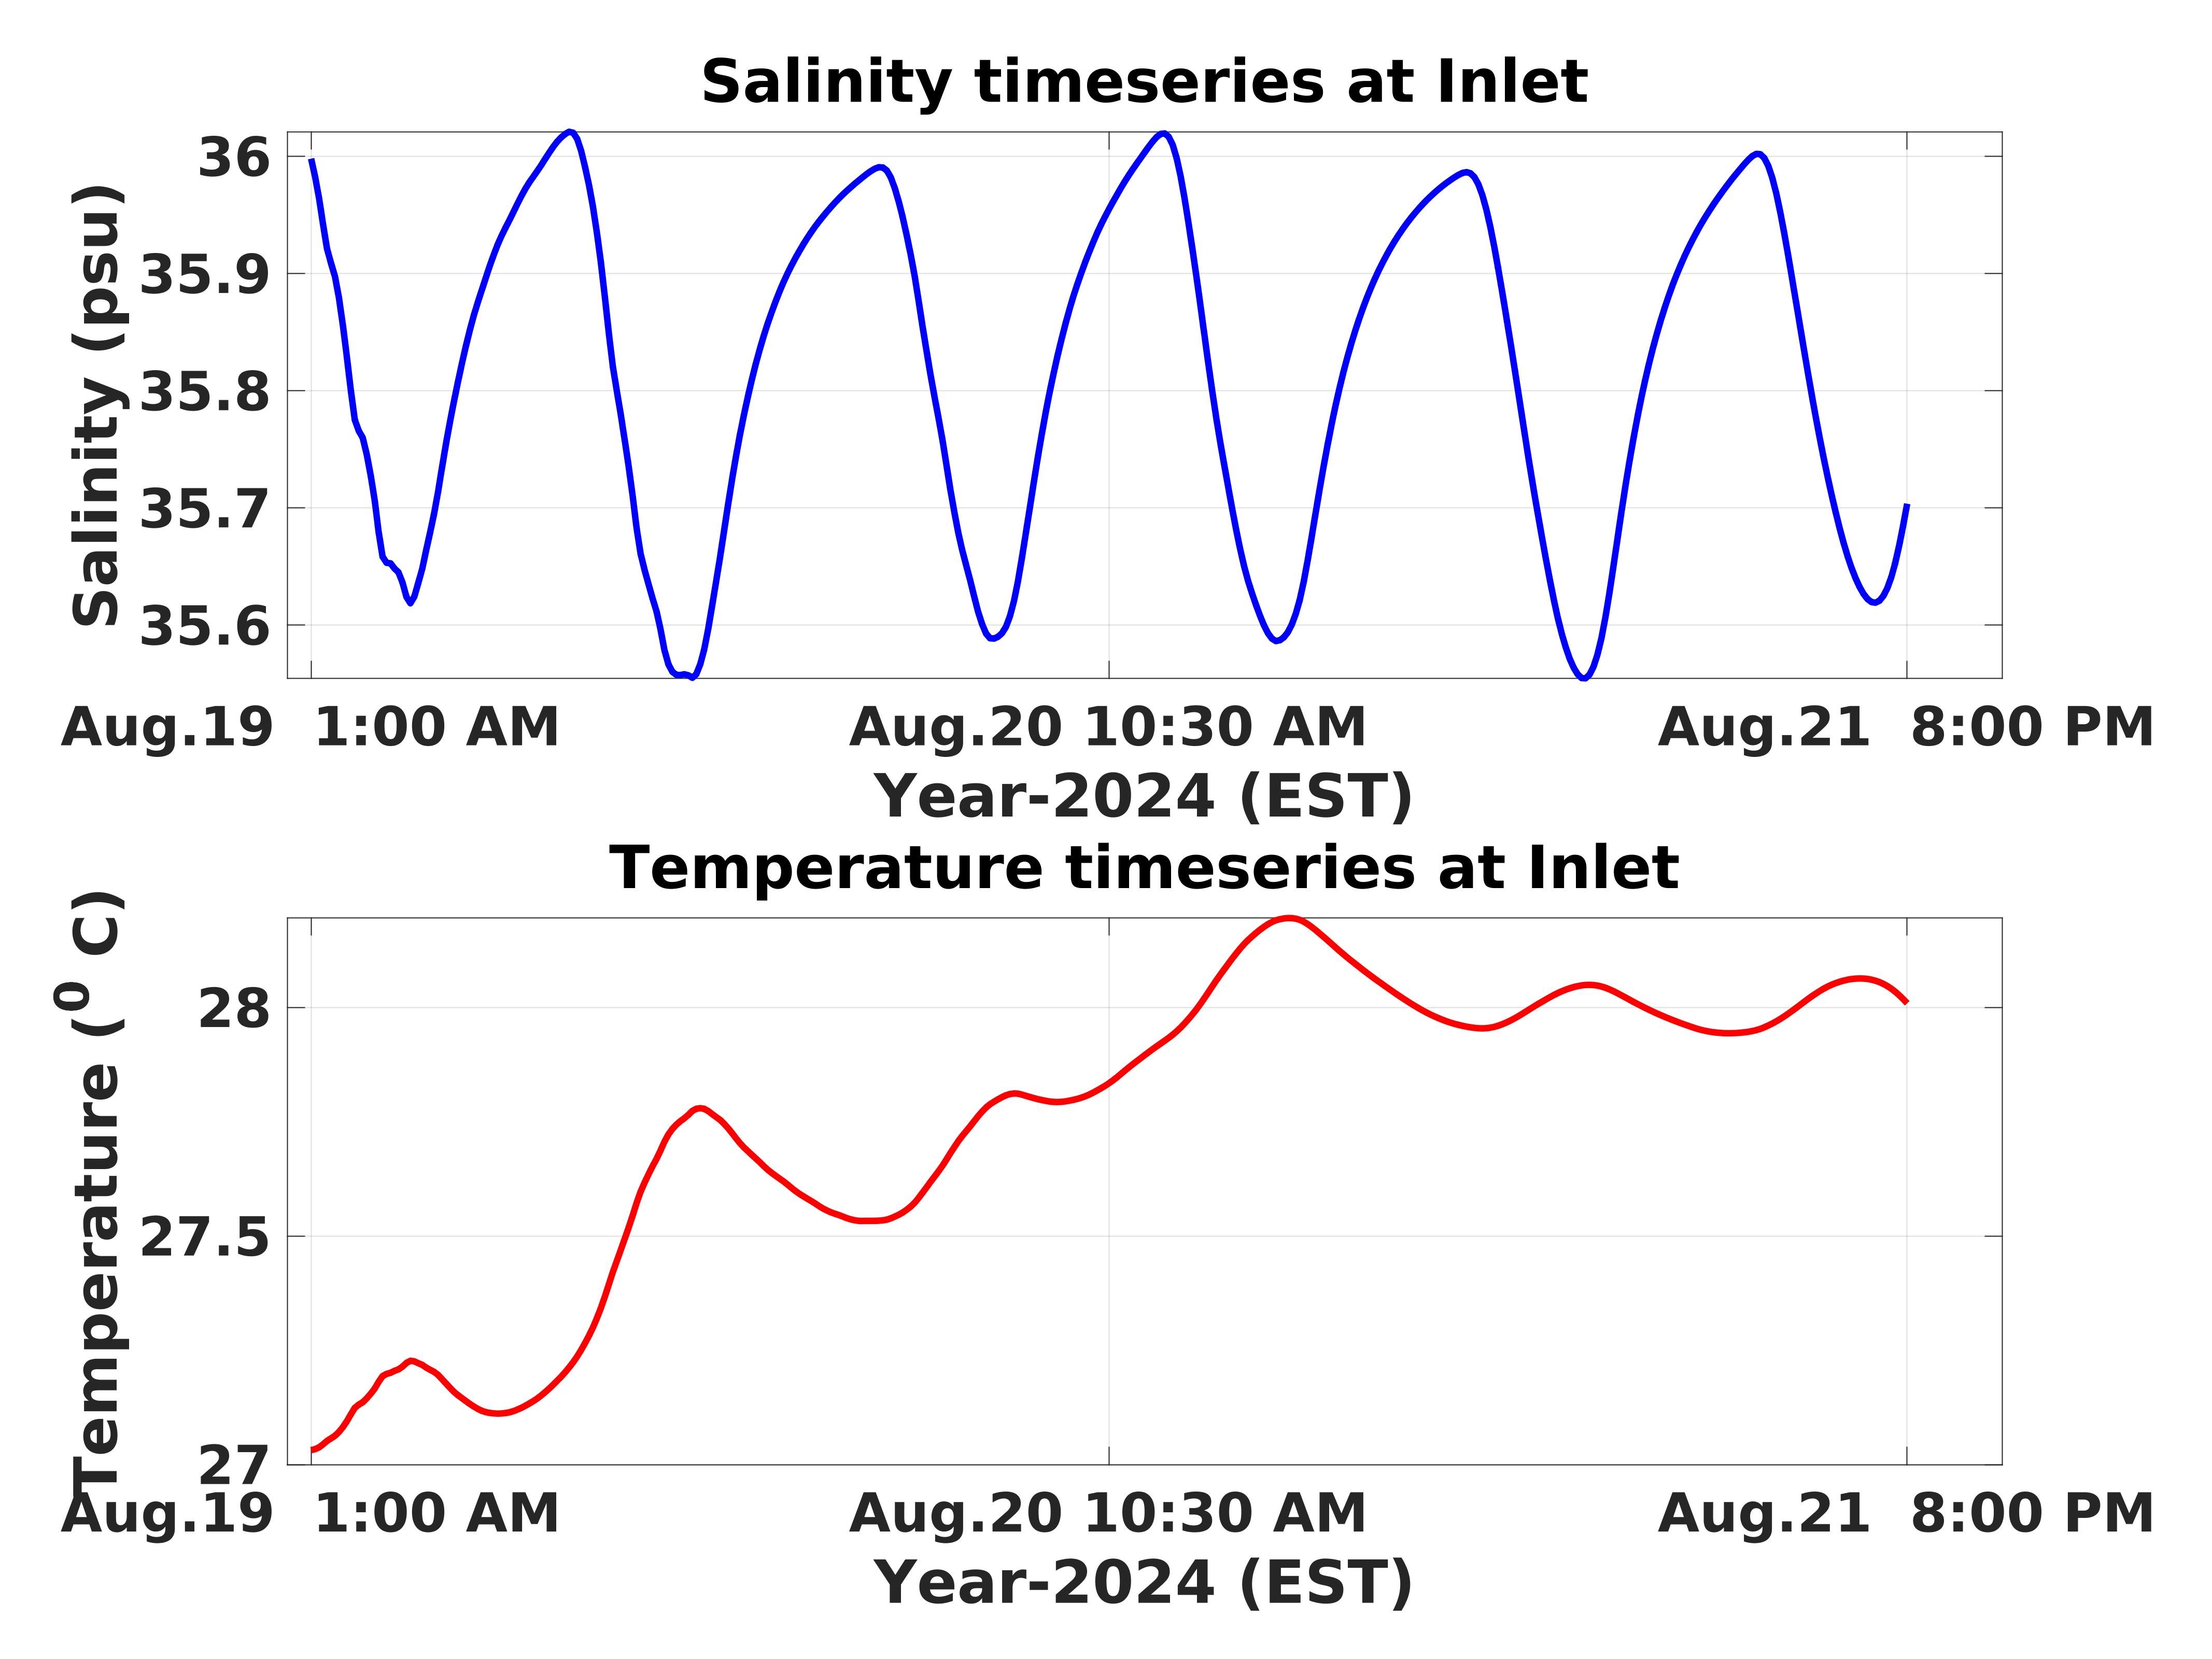 Salinity timeseries at Inlet
Salinity (psu)
36
35.9
35.8
35.7
35.6
Aug.19  1:00 AM
Aug.20 10:30 AM
Aug.21  8:00 PM
Year-2024 (EST)
Temperature timeseries at Inlet
Temperature (⁰ C)
28
27.5
27
Aug.19  1:00 AM
Aug.20 10:30 AM
Aug.21  8:00 PM
Year-2024 (EST)